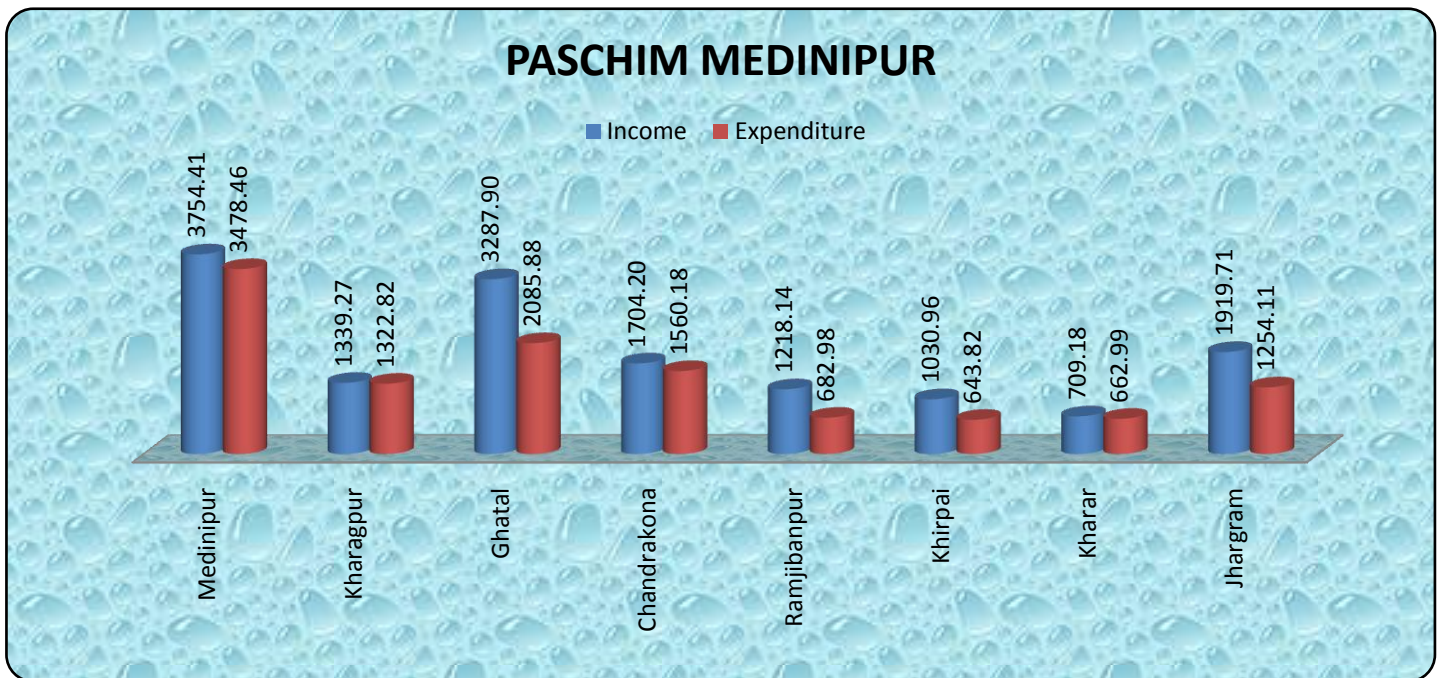 PASCHIM MEDINIPUR
Income Expenditure
3754.41
3478.46
1339.27
1322.82
3287.90
2085.88
1704.20
1560.18
1218.14
682.98
1030.96
643.82
709.18
662.99
1919.71
1254.11
Medinipur
Kharagpur
Ghatal
Chandrakona
Ramjibanpur
Khirpai
Kharar
Jhargram